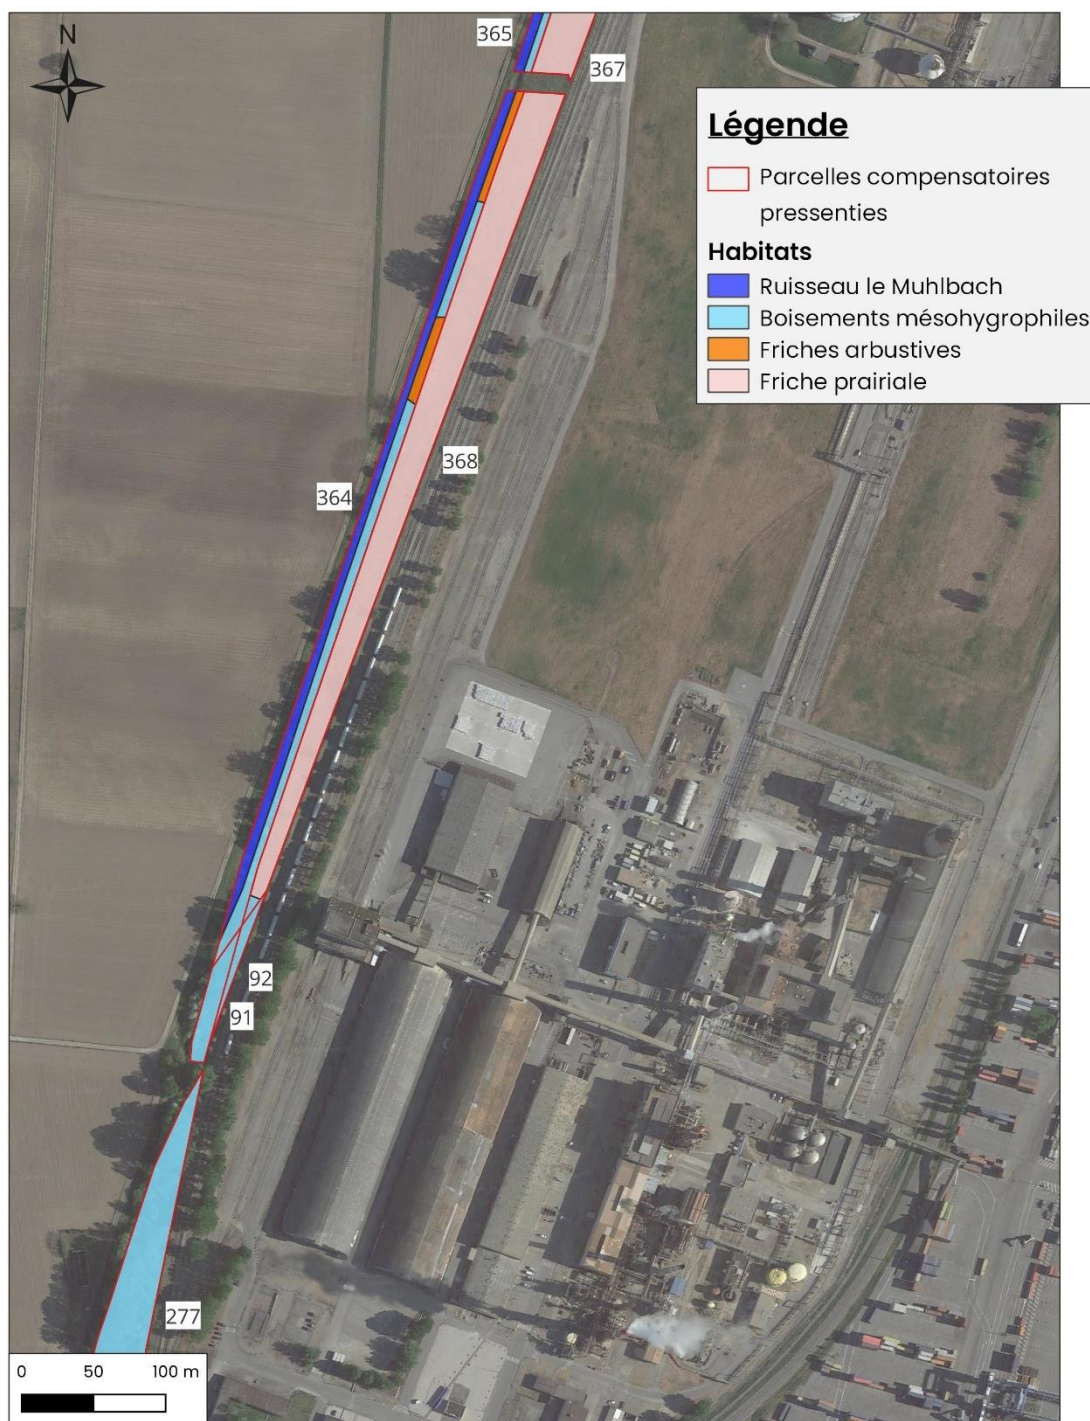 N
365
367
Légende
Parcelles compensatoires
pressenties
Habitats
Ruisseau le Muhlbach
Boisements mésohygrophiles
Friches arbustives
Friche prairiale
368
364
92
91
277
0 50 100 m